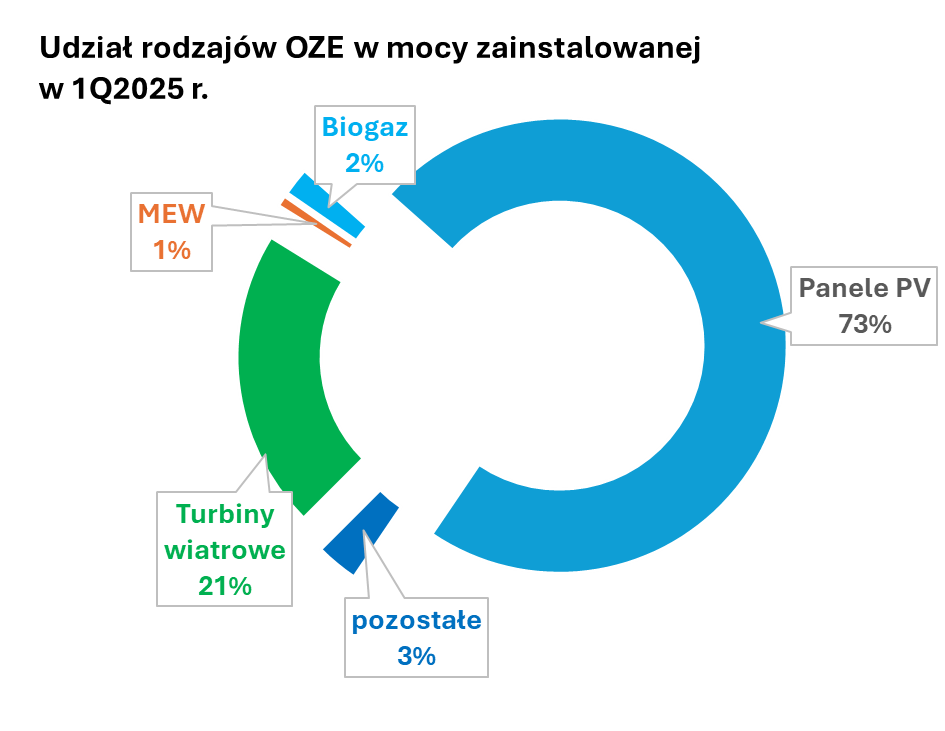 Udział rodzajów OZE w mocy zainstalowanej
w 1Q2025 r.
Biogaz
2%
MEW
1%
Panele PV
73%
Turbiny
wiatrowe
21%
pozostałe
3%